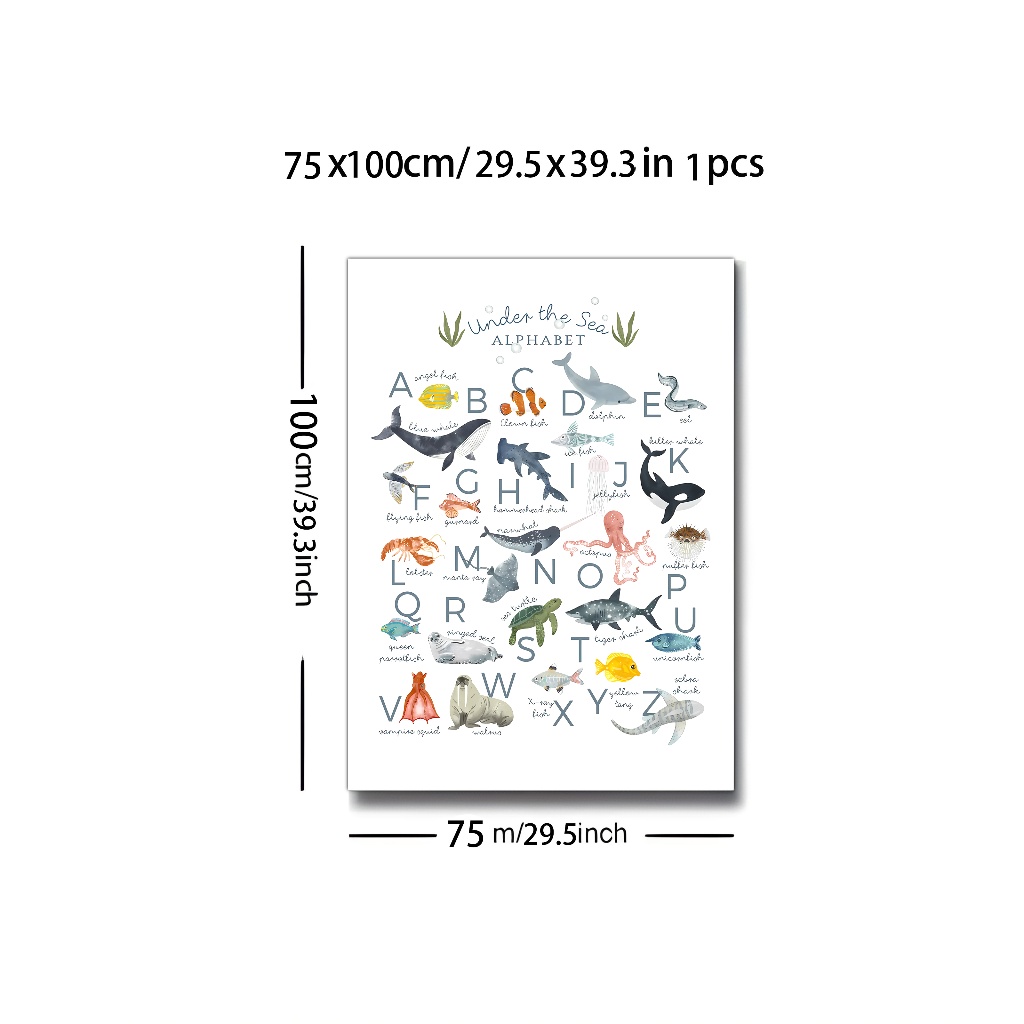 75x100cm/29.5x39.3in 1pcs
100cm/39.3inch
Under the Sea
ALPHABET
A angel fish
B
blue whale
C
clown fish
D
dolphin
E
eel
F
flying fish
G
gurnard
H
hammerhead shark
I
ice fish
J
jellyfish
K
killer whale
L
lobster
M
manta ray
N
narwhal
O
octopus
P
puffer fish
Q
queen
parrotfish
R
ringed seal
S
sea turtle
T
tiger shark
U
unicornfish
V
vampire squid
W
walrus
X
x-ray
fish
Y
yellow
tang
Z
zebra
shark
75 m/29.5inch